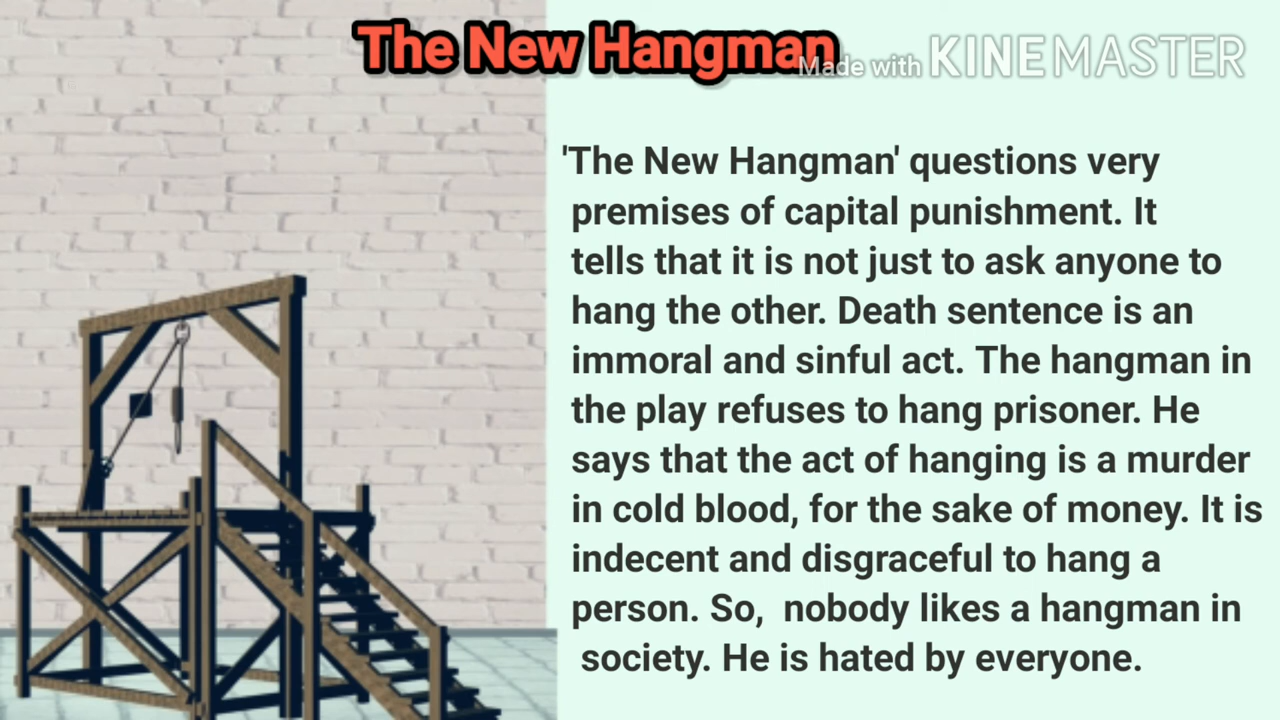 The New Hangman
Made with KINEMASTER
'The New Hangman' questions very
premises of capital punishment. It
tells that it is not just to ask anyone to
hang the other. Death sentence is an
immoral and sinful act. The hangman in
the play refuses to hang prisoner. He
says that the act of hanging is a murder
in cold blood, for the sake of money. It is
indecent and disgraceful to hang a
person. So, nobody likes a hangman in
society. He is hated by everyone.